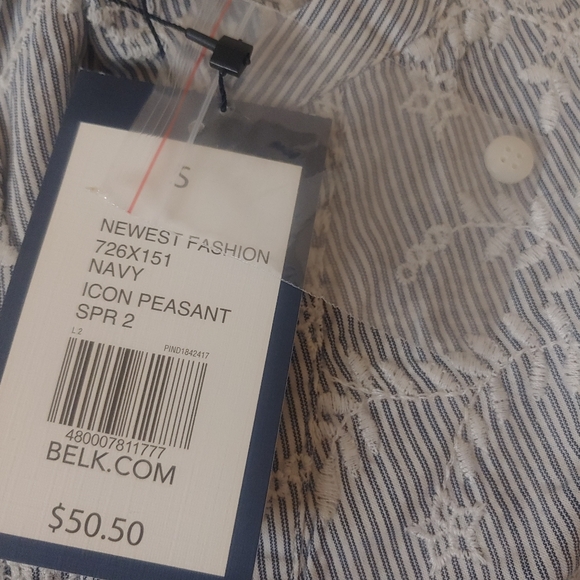 S
NEWEST FASHION
726X151
NAVY
ICON PEASANT
SPR 2
L:2
PIND1842417
480007811777
BELK.COM
$50.50